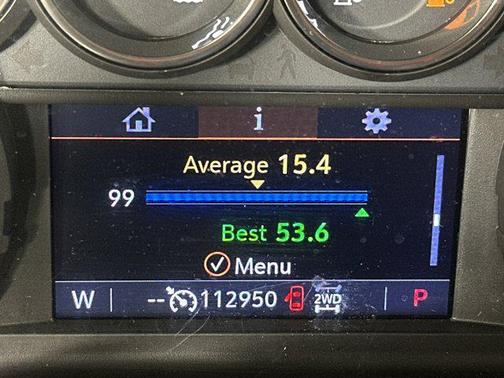 Average 15.4
99
Best 53.6
Menu
W -- 112950 2WD P